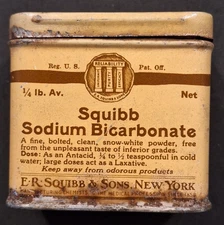 Reg. U. S. Pat. Off.
RELIABILITY
¼ lb. Av. Net
Squibb
Sodium Bicarbonate
A fine, bolted, clean, snow-white powder, free
from the unpleasant taste of inferior grades.
Dose: As an Antacid, ¼ to ½ teaspoonful in cold
water; large doses act as a Laxative.
Keep away from odorous products
E·R·SQUIBB & SONS, NEW YORK